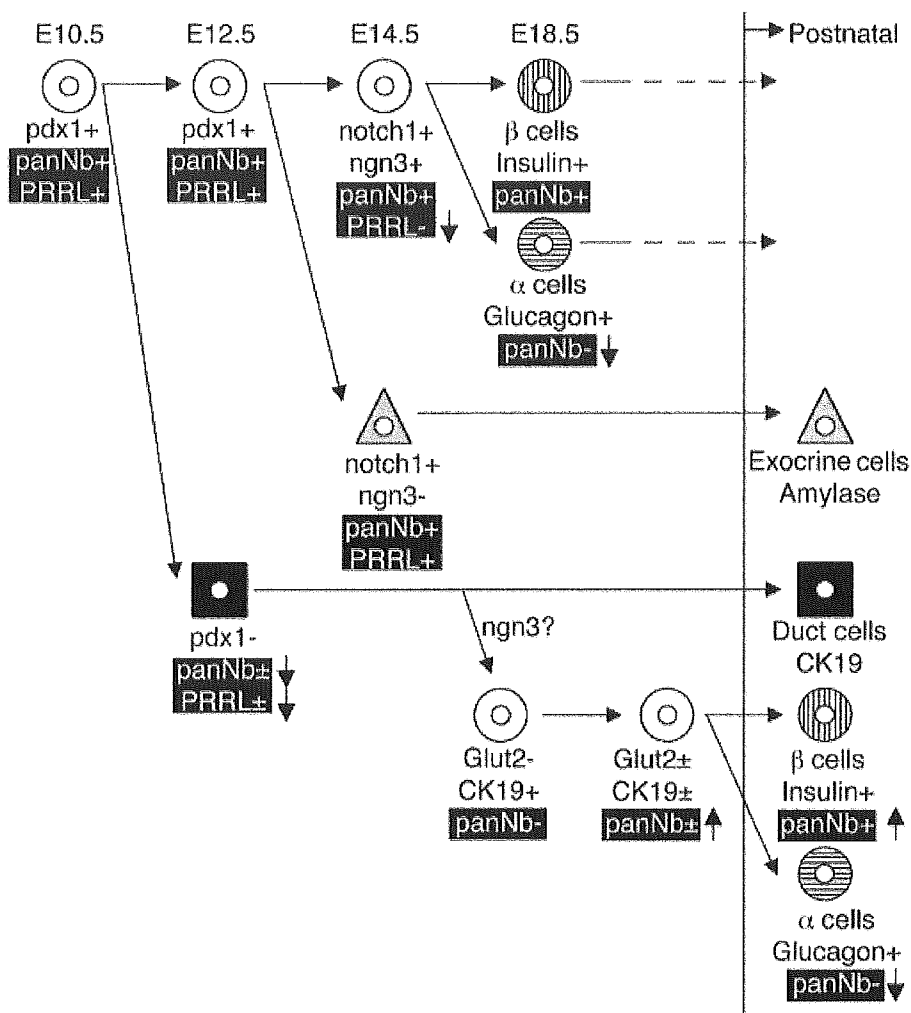 E10.5 E12.5 E14.5 E18.5 Postnatal
pdx1+
panNb+
PRRL+
pdx1+
panNb+
PRRL+
notch1+
ngn3+
panNb+
PRRL-
β cells
Insulin+
panNb+
α cells
Glucagon+
panNb-
notch1+
ngn3-
panNb+
PRRL+
Exocrine cells
Amylase
pdx1-
panNb±
PRRL±
ngn3?
Duct cells
CK19
Glut2-
CK19+
panNb-
Glut2±
CK19±
panNb±
β cells
Insulin+
panNb+
α cells
Glucagon+
panNb-